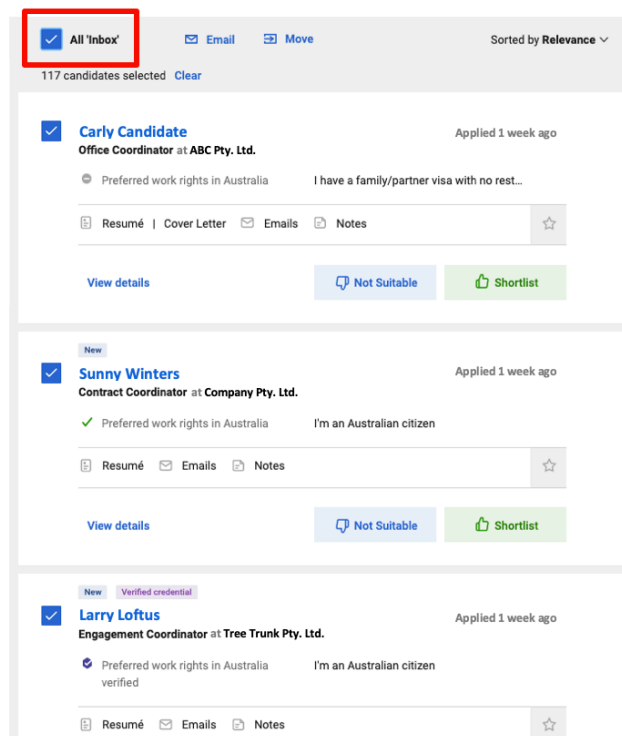 All 'Inbox' Email Move Sorted by Relevance
117 candidates selected Clear
Carly Candidate Applied 1 week ago
Office Coordinator at ABC Pty. Ltd.
Preferred work rights in Australia I have a family/partner visa with no rest...
Resumé | Cover Letter Emails Notes
View details Not Suitable Shortlist
New
Sunny Winters Applied 1 week ago
Contract Coordinator at Company Pty. Ltd.
Preferred work rights in Australia I'm an Australian citizen
Resumé Emails Notes
View details Not Suitable Shortlist
New Verified credential
Larry Loftus Applied 1 week ago
Engagement Coordinator at Tree Trunk Pty. Ltd.
Preferred work rights in Australia I'm an Australian citizen
verified
Resumé Emails Notes